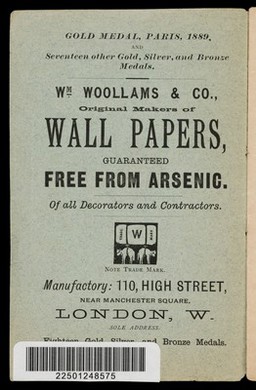 GOLD MEDAL, PARIS, 1889,
AND
Seventeen other Gold, Silver, and Bronze
Medals.
WM WOOLLAMS & CO.,
Original Makers of
WALL PAPERS,
GUARANTEED
FREE FROM ARSENIC.
Of all Decorators and Contractors.
W
NOTE TRADE MARK.
Manufactory: 110, HIGH STREET,
NEAR MANCHESTER SQUARE,
LONDON, W.
SOLE ADDRESS.
Eighteen Gold, Silver, and Bronze Medals.
22501248575